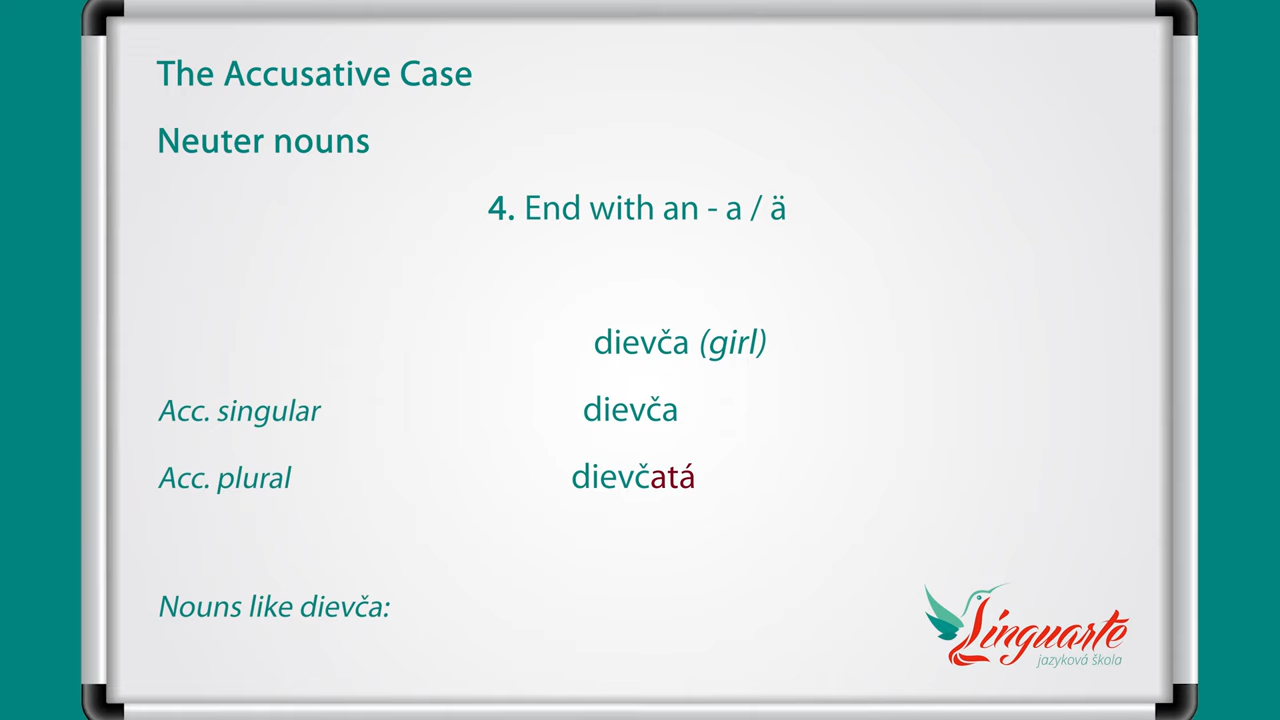 The Accusative Case
Neuter nouns
4. End with an - a / ä
dievča (girl)
Acc. singular dievča
Acc. plural dievčatá
Nouns like dievča:
Linguarte
jazyková škola